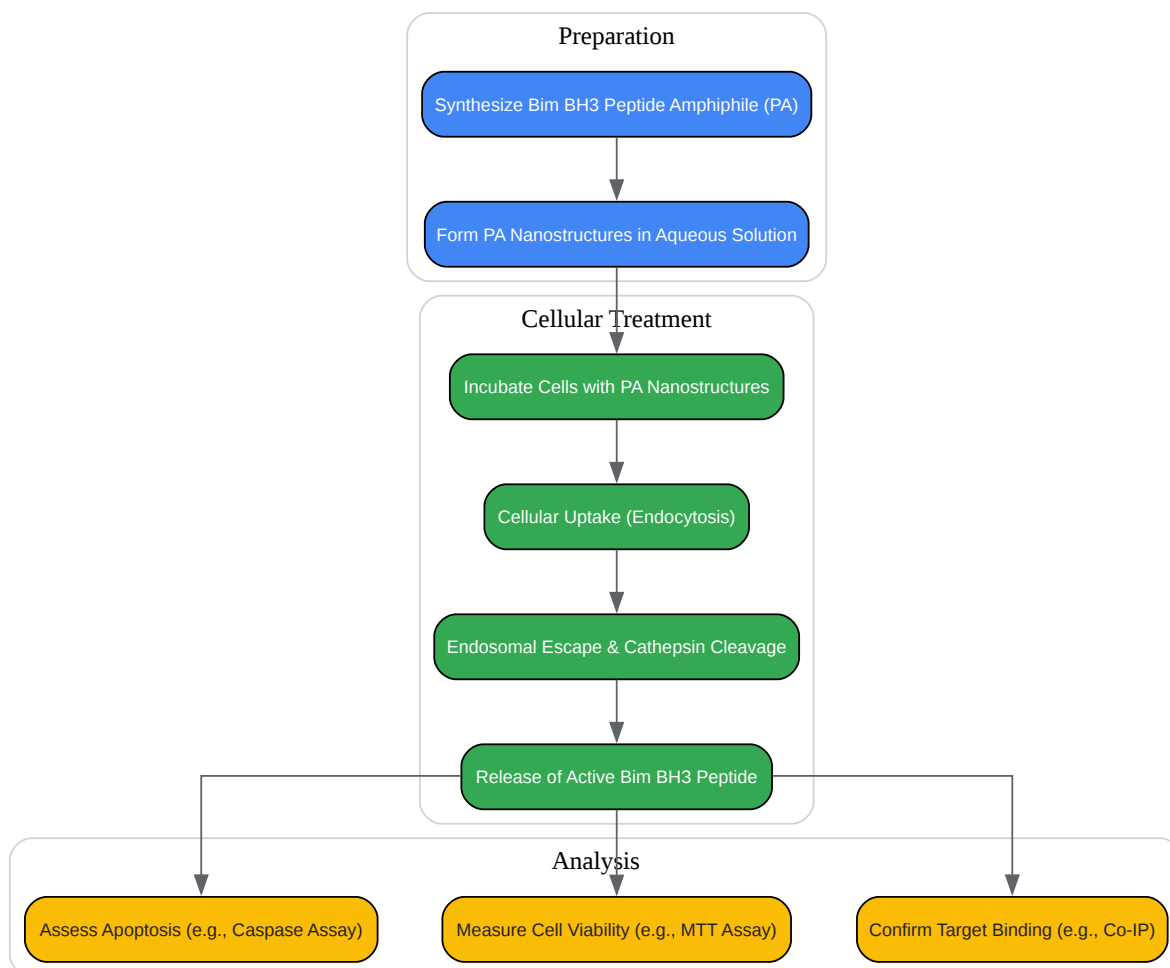 Preparation
Synthesize Bim BH3 Peptide Amphiphile (PA)
Form PA Nanostructures in Aqueous Solution
Cellular Treatment
Incubate Cells with PA Nanostructures
Cellular Uptake (Endocytosis)
Endosomal Escape & Cathepsin Cleavage
Release of Active Bim BH3 Peptide
Analysis
Assess Apoptosis (e.g., Caspase Assay)
Measure Cell Viability (e.g., MTT Assay)
Confirm Target Binding (e.g., Co-IP)